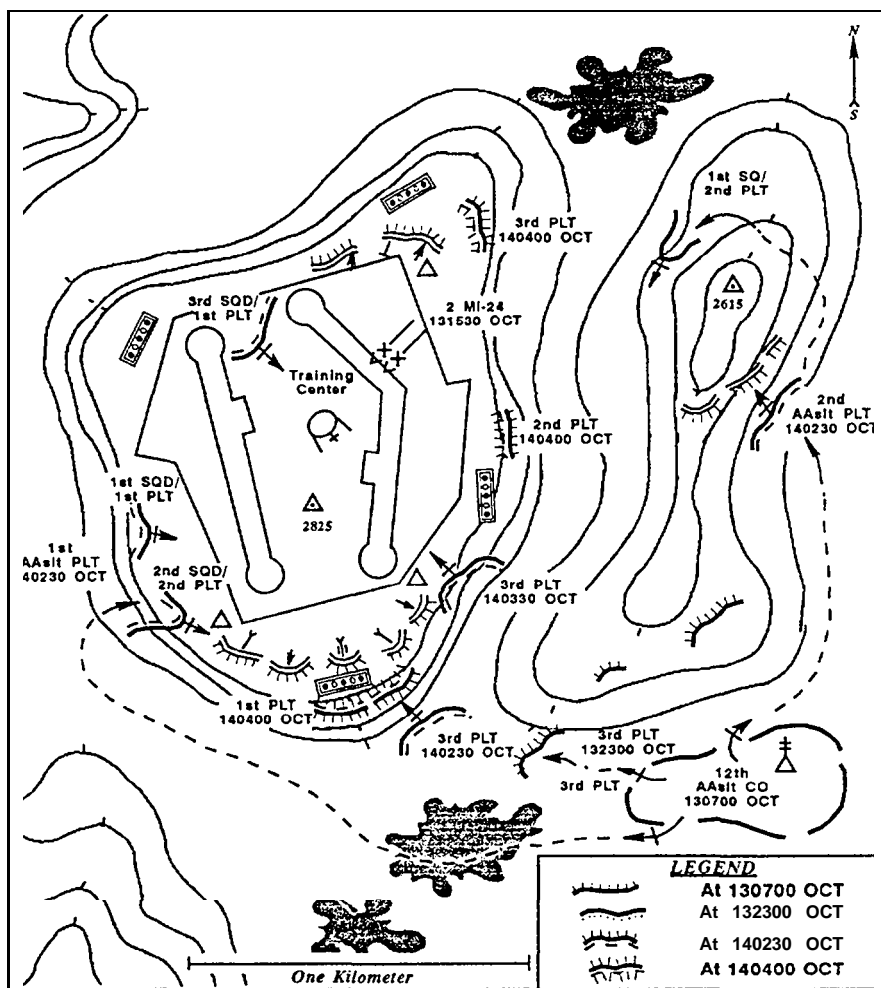 N
S
1st SQ/
2nd PLT
3rd PLT
140400 OCT
3rd SQD/
1st PLT
2 MI-24
131530 OCT
2615
Training
Center
2nd
AAslt PLT
140230 OCT
2nd PLT
140400 OCT
1st SQD/
1st PLT
2825
1st
AAslt PLT
40230 OCT
2nd SQD/
2nd PLT
3rd PLT
140330 OCT
1st PLT
140400 OCT
3rd PLT
140230 OCT
3rd PLT
132300 OCT
3rd PLT
12th
AAslt CO
130700 OCT
LEGEND
At 130700 OCT
At 132300 OCT
At 140230 OCT
At 140400 OCT
One Kilometer